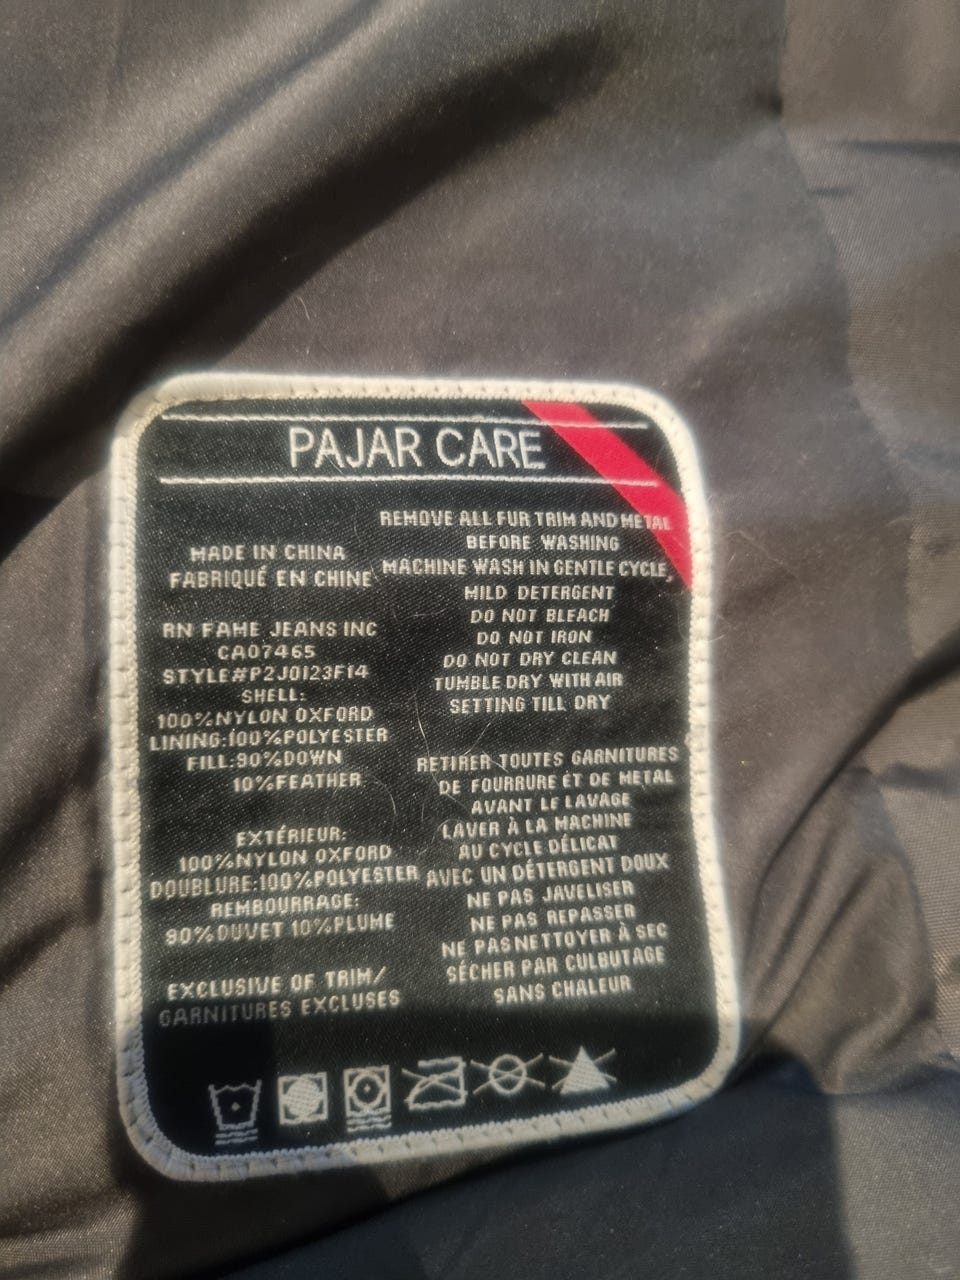 PAJAR CARE
MADE IN CHINA
FABRIQUÉ EN CHINE
RN FAME JEANS INC
CA07465
STYLE#P2J0123F14
SHELL:
100%NYLON OXFORD
LINING:100%POLYESTER
FILL:90%DOWN
10%FEATHER
EXTÉRIEUR:
100%NYLON OXFORD
DOUBLURE:100%POLYESTER
REMBOURRAGE:
90%DUVET 10%PLUME
EXCLUSIVE OF TRIM/
GARNITURES EXCLUSES
REMOVE ALL FUR TRIM AND METAL
BEFORE WASHING
MACHINE WASH IN GENTLE CYCLE,
MILD DETERGENT
DO NOT BLEACH
DO NOT IRON
DO NOT DRY CLEAN
TUMBLE DRY WITH AIR
SETTING TILL DRY
RETIRER TOUTES GARNITURES
DE FOURRURE ET DE METAL
AVANT LE LAVAGE
LAVER À LA MACHINE
AU CYCLE DÉLICAT
AVEC UN DÉTERGENT DOUX
NE PAS JAVELISER
NE PAS REPASSER
NE PASNETTOYER À SEC
SÉCHER PAR CULBUTAGE
SANS CHALEUR